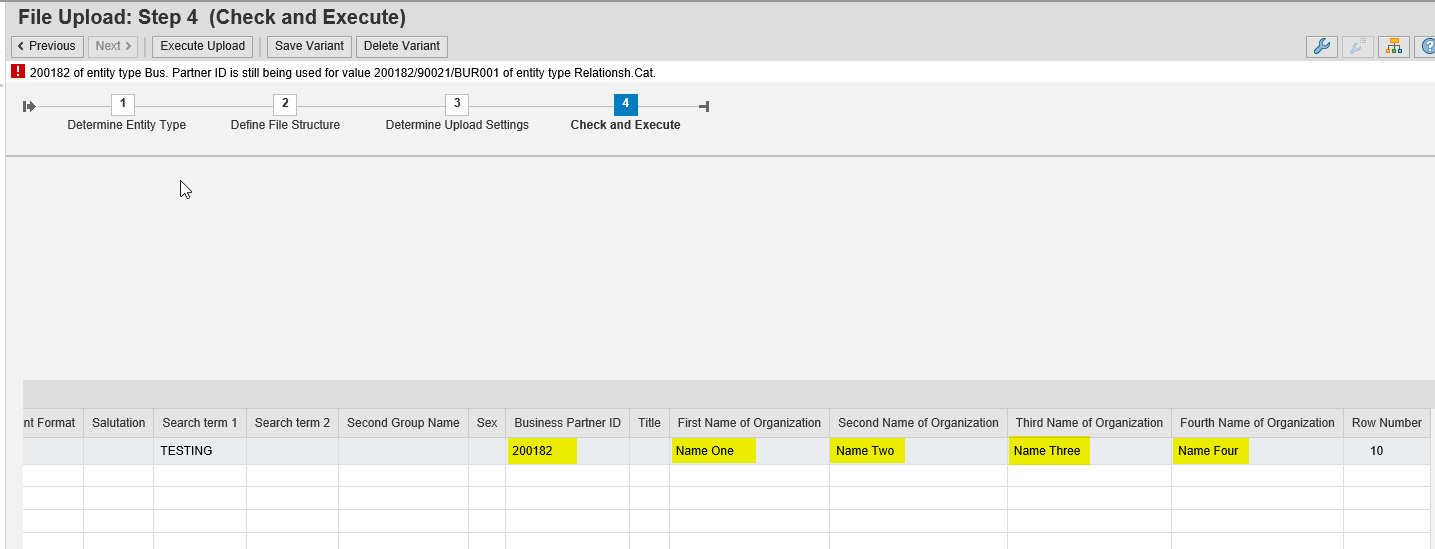 File Upload: Step 4 (Check and Execute)
Previous Next Execute Upload Save Variant Delete Variant
200182 of entity type Bus. Partner ID is still being used for value 200182/90021/BUR001 of entity type Relationsh.Cat.
1 2 3 4
Determine Entity Type Define File Structure Determine Upload Settings Check and Execute
nt Format Salutation Search term 1 Search term 2 Second Group Name Sex Business Partner ID Title First Name of Organization Second Name of Organization Third Name of Organization Fourth Name of Organization Row Number
TESTING 200182 Name One Name Two Name Three Name Four 10